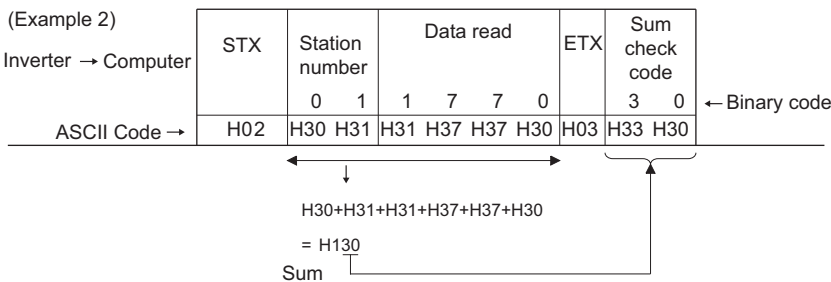 (Example 2)
Inverter → Computer
STX
Station number
Data read
ETX
Sum check code
0 1 1 7 7 0 3 0 ← Binary code
ASCII Code → H02 H30 H31 H31 H37 H37 H30 H03 H33 H30
H30+H31+H31+H37+H37+H30
= H130
Sum